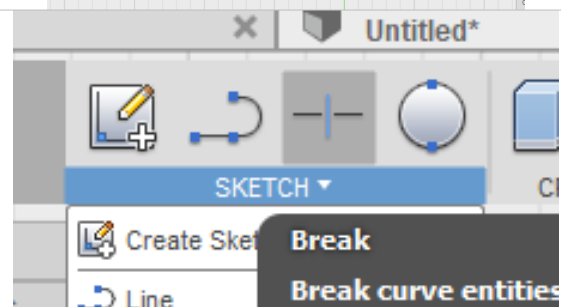 Untitled*
SKETCH
Create Sket
Break
Line
Break curve entities